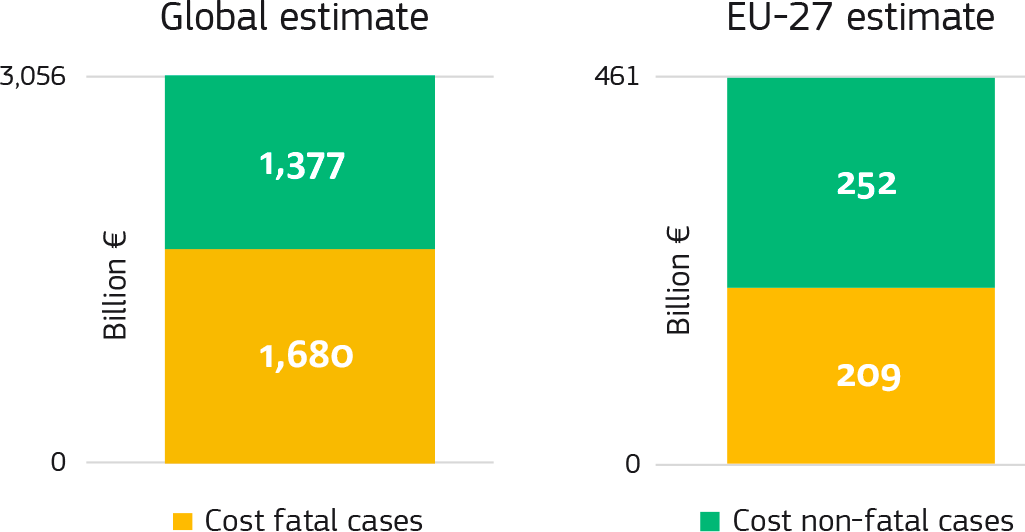 Global estimate
3,056
1,377
Billion €
1,680
0
Cost fatal cases
EU-27 estimate
461
252
Billion €
209
0
Cost non-fatal cases